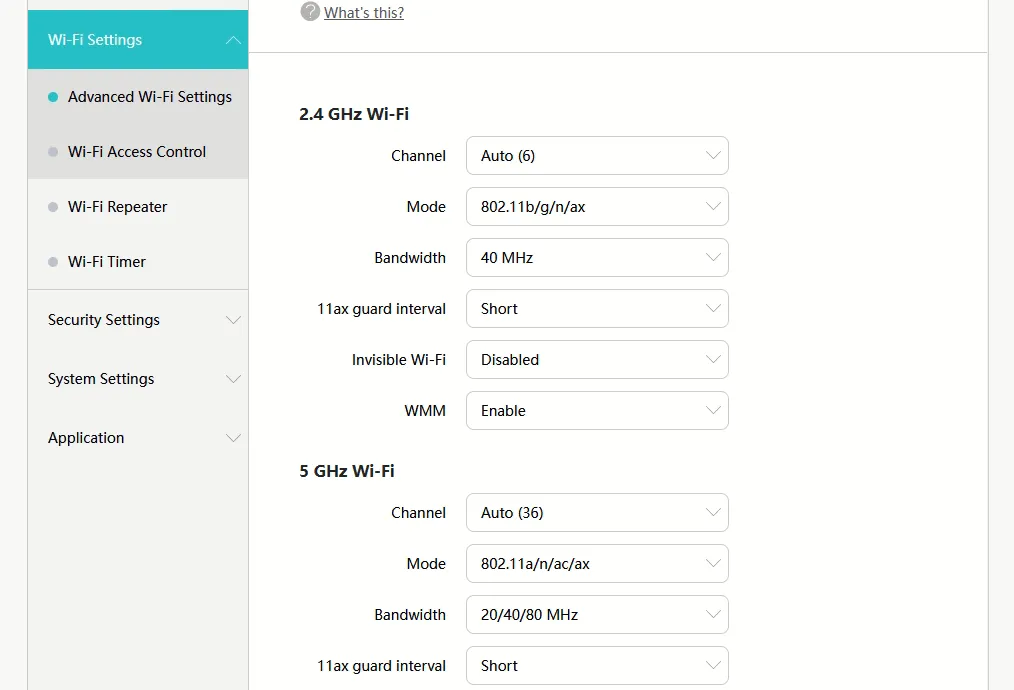 What's this?
Wi-Fi Settings
Advanced Wi-Fi Settings
Wi-Fi Access Control
Wi-Fi Repeater
Wi-Fi Timer
Security Settings
System Settings
Application
2.4 GHz Wi-Fi
Channel Auto (6)
Mode 802.11b/g/n/ax
Bandwidth 40 MHz
11ax guard interval Short
Invisible Wi-Fi Disabled
WMM Enable
5 GHz Wi-Fi
Channel Auto (36)
Mode 802.11a/n/ac/ax
Bandwidth 20/40/80 MHz
11ax guard interval Short